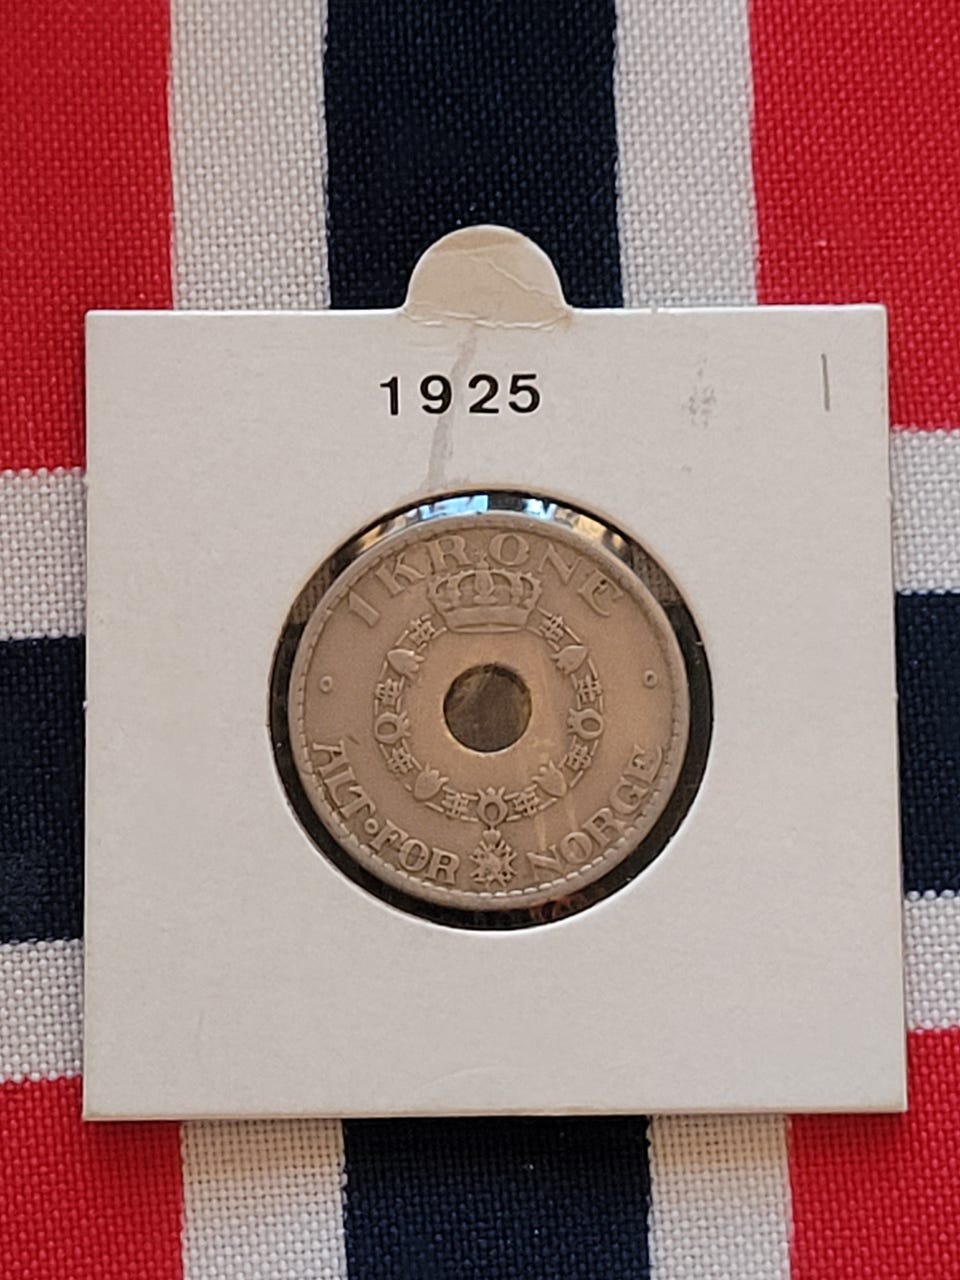 1925
1 KRONE
ALT·FOR NORGE